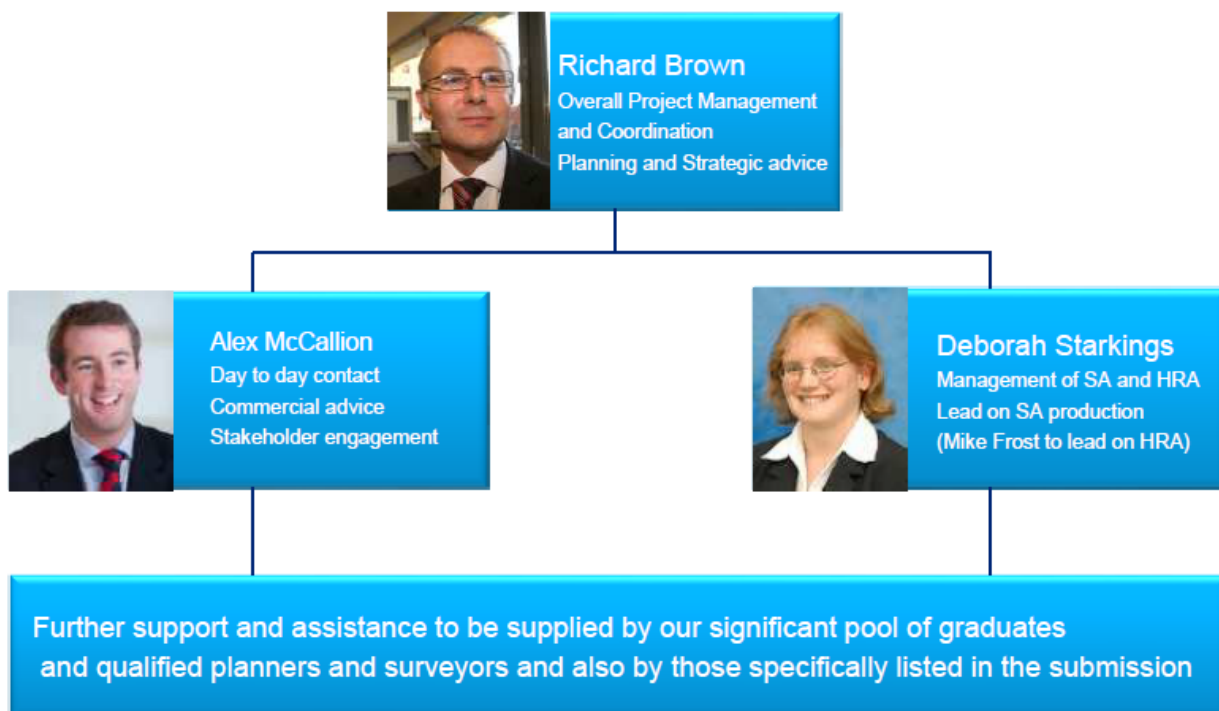 Richard Brown
Overall Project Management
and Coordination
Planning and Strategic advice
Alex McCallion
Day to day contact
Commercial advice
Stakeholder engagement
Deborah Starkings
Management of SA and HRA
Lead on SA production
(Mike Frost to lead on HRA)
Further support and assistance to be supplied by our significant pool of graduates
and qualified planners and surveyors and also by those specifically listed in the submission